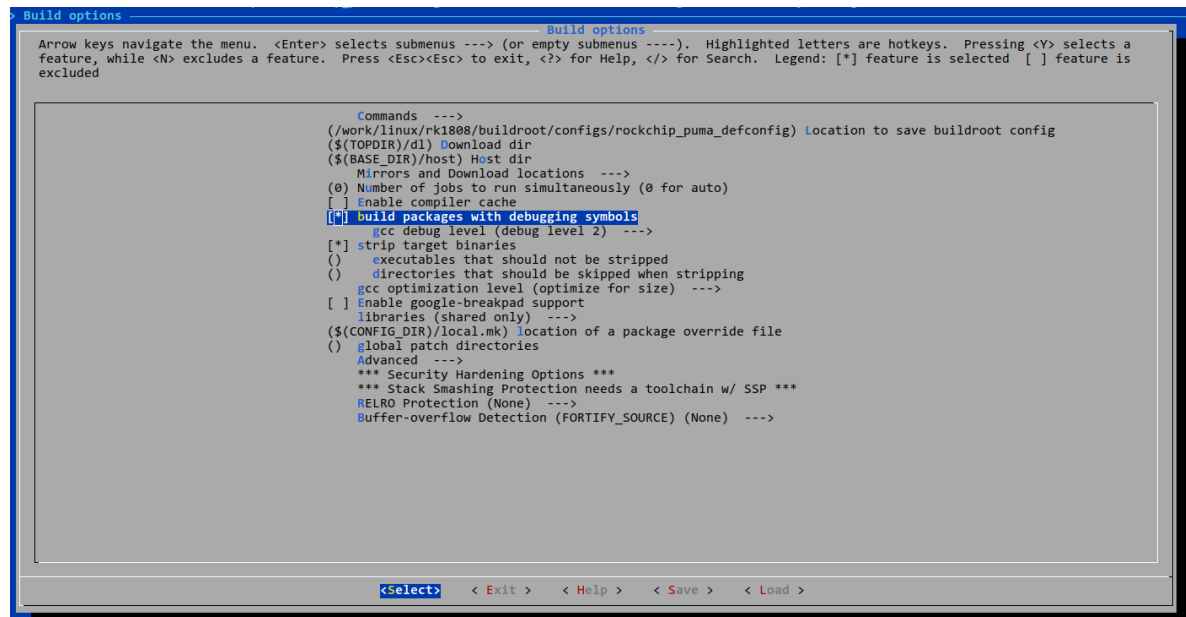 > Build options
Build options
Arrow keys navigate the menu. <Enter> selects submenus ---> (or empty submenus ----). Highlighted letters are hotkeys. Pressing <Y> selects a
feature, while <N> excludes a feature. Press <Esc><Esc> to exit, <?> for Help, </> for Search. Legend: [*] feature is selected [ ] feature is
excluded
Commands --->
(/work/linux/rk1808/buildroot/configs/rockchip_puma_defconfig) Location to save buildroot config
($(TOPDIR)/dl) Download dir
($(BASE_DIR)/host) Host dir
Mirrors and Download locations --->
(0) Number of jobs to run simultaneously (0 for auto)
[ ] Enable compiler cache
[*] build packages with debugging symbols
gcc debug level (debug level 2) --->
[*] strip target binaries
() executables that should not be stripped
() directories that should be skipped when stripping
gcc optimization level (optimize for size) --->
[ ] Enable google-breakpad support
libraries (shared only) --->
($(CONFIG_DIR)/local.mk) location of a package override file
() global patch directories
Advanced --->
*** Security Hardening Options ***
*** Stack Smashing Protection needs a toolchain w/ SSP ***
RELRO Protection (None) --->
Buffer-overflow Detection (FORTIFY_SOURCE) (None) --->
<Select> < Exit > < Help > < Save > < Load >